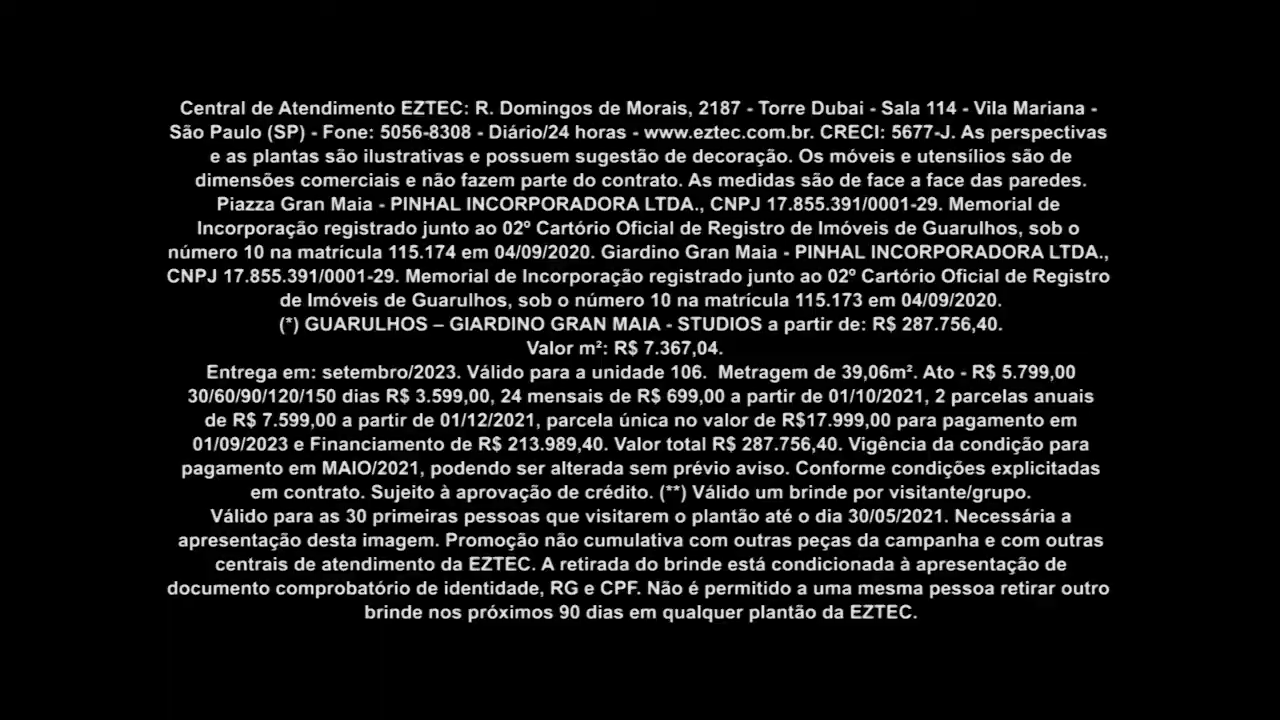 Central de Atendimento EZTEC: R. Domingos de Morais, 2187 - Torre Dubai - Sala 114 - Vila Mariana -
São Paulo (SP) - Fone: 5056-8308 - Diário/24 horas - www.eztec.com.br. CRECI: 5677-J. As perspectivas
e as plantas são ilustrativas e possuem sugestão de decoração. Os móveis e utensílios são de
dimensões comerciais e não fazem parte do contrato. As medidas são de face a face das paredes.
Piazza Gran Maia - PINHAL INCORPORADORA LTDA., CNPJ 17.855.391/0001-29. Memorial de
Incorporação registrado junto ao 02º Cartório Oficial de Registro de Imóveis de Guarulhos, sob o
número 10 na matrícula 115.174 em 04/09/2020. Giardino Gran Maia - PINHAL INCORPORADORA LTDA.,
CNPJ 17.855.391/0001-29. Memorial de Incorporação registrado junto ao 02º Cartório Oficial de Registro
de Imóveis de Guarulhos, sob o número 10 na matrícula 115.173 em 04/09/2020.
(*) GUARULHOS – GIARDINO GRAN MAIA - STUDIOS a partir de: R$ 287.756,40.
Valor m²: R$ 7.367,04.
Entrega em: setembro/2023. Válido para a unidade 106.  Metragem de 39,06m². Ato - R$ 5.799,00
30/60/90/120/150 dias R$ 3.599,00, 24 mensais de R$ 699,00 a partir de 01/10/2021, 2 parcelas anuais
de R$ 7.599,00 a partir de 01/12/2021, parcela única no valor de R$17.999,00 para pagamento em
01/09/2023 e Financiamento de R$ 213.989,40. Valor total R$ 287.756,40. Vigência da condição para
pagamento em MAIO/2021, podendo ser alterada sem prévio aviso. Conforme condições explicitadas
em contrato. Sujeito à aprovação de crédito. (**) Válido um brinde por visitante/grupo.
Válido para as 30 primeiras pessoas que visitarem o plantão até o dia 30/05/2021. Necessária a
apresentação desta imagem. Promoção não cumulativa com outras peças da campanha e com outras
centrais de atendimento da EZTEC. A retirada do brinde está condicionada à apresentação de
documento comprobatório de identidade, RG e CPF. Não é permitido a uma mesma pessoa retirar outro
brinde nos próximos 90 dias em qualquer plantão da EZTEC.